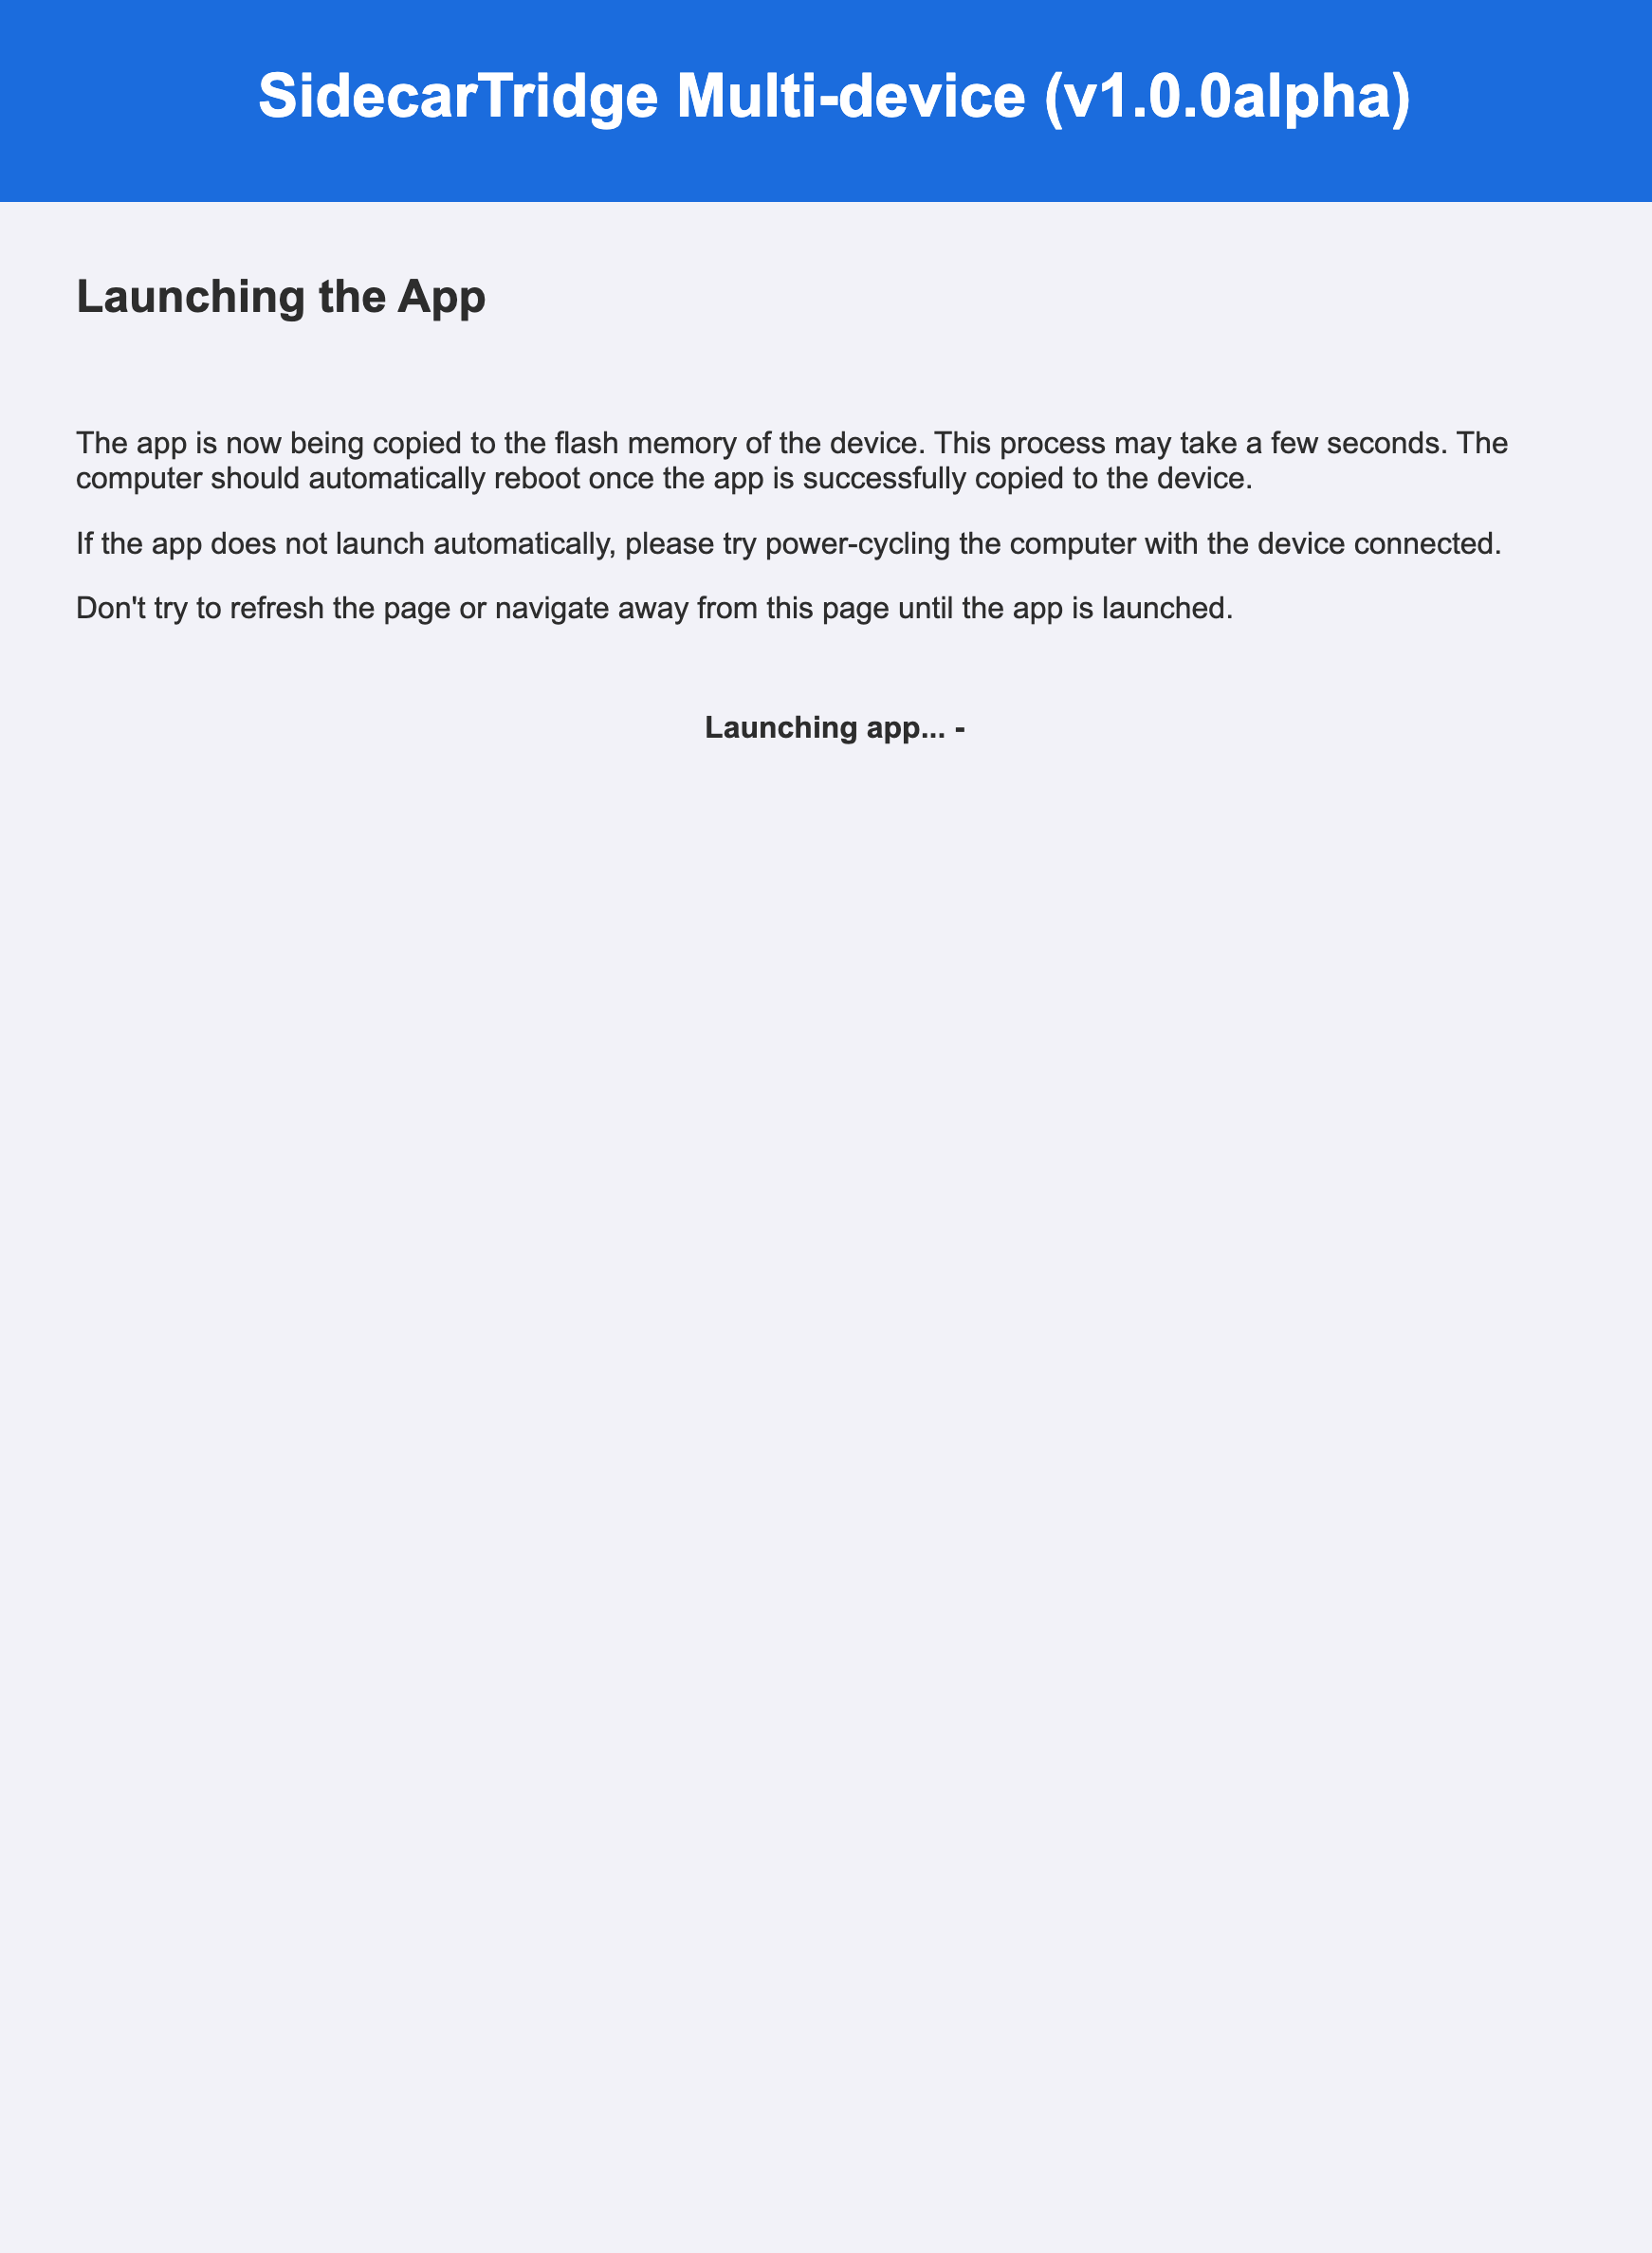 SidecarTridge Multi-device (v1.0.0alpha)
Launching the App
The app is now being copied to the flash memory of the device. This process may take a few seconds. The
computer should automatically reboot once the app is successfully copied to the device.
If the app does not launch automatically, please try power-cycling the computer with the device connected.
Don't try to refresh the page or navigate away from this page until the app is launched.
Launching app... -